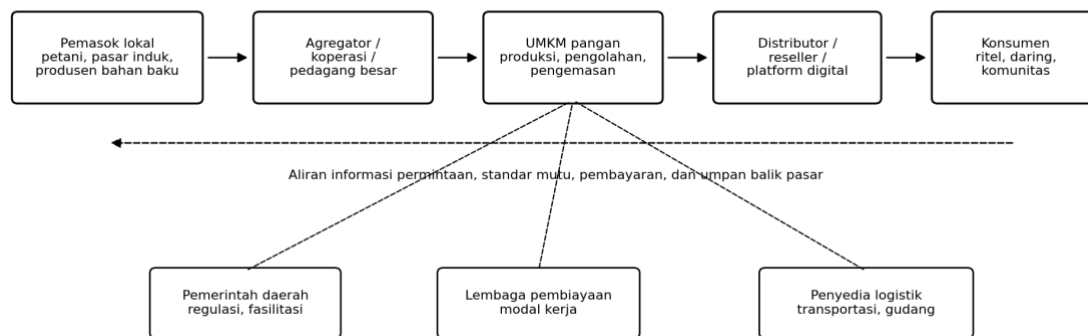 Pemasok lokal
petani, pasar induk,
produsen bahan baku
Agregator /
koperasi /
pedagang besar
UMKM pangan
produksi, pengolahan,
pengemasan
Distributor /
reseller /
platform digital
Konsumen
ritel, daring,
komunitas
Aliran informasi permintaan, standar mutu, pembayaran, dan umpan balik pasar
Pemerintah daerah
regulasi, fasilitasi
Lembaga pembiayaan
modal kerja
Penyedia logistik
transportasi, gudang